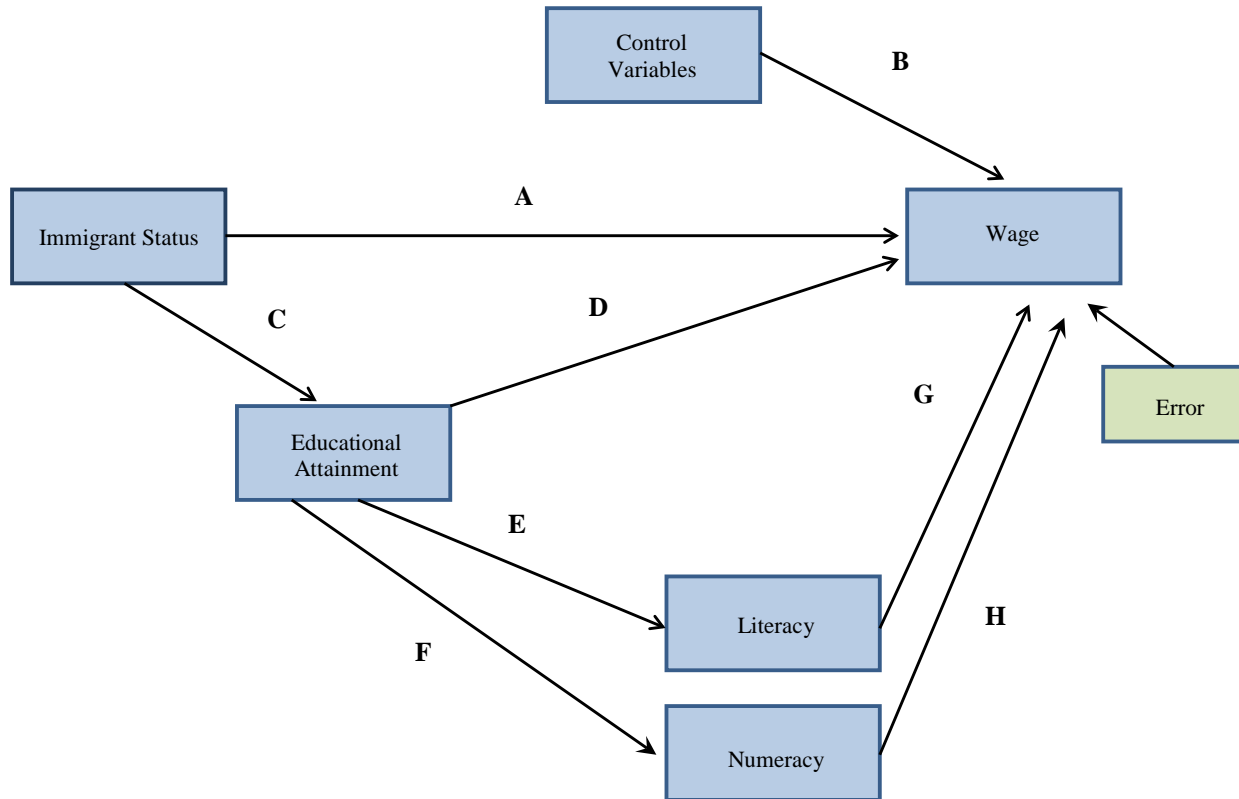 Control
Variables
B
A
Immigrant Status
Wage
C
D
G
Error
Educational
Attainment
E
Literacy
H
F
Numeracy